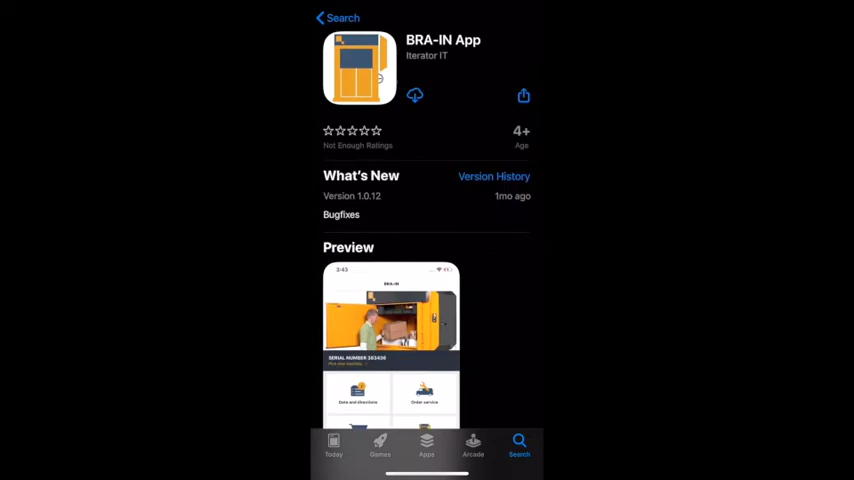 Search
BRA-IN App
Iterator IT
4+
Not Enough Ratings
Age
What's New
Version History
Version 1.0.12
1mo ago
Bugfixes
Preview
3:43
BRA-IN
SERIAL NUMBER 363436
Data and directions
Order service
Today
Games
Apps
Arcade
Search